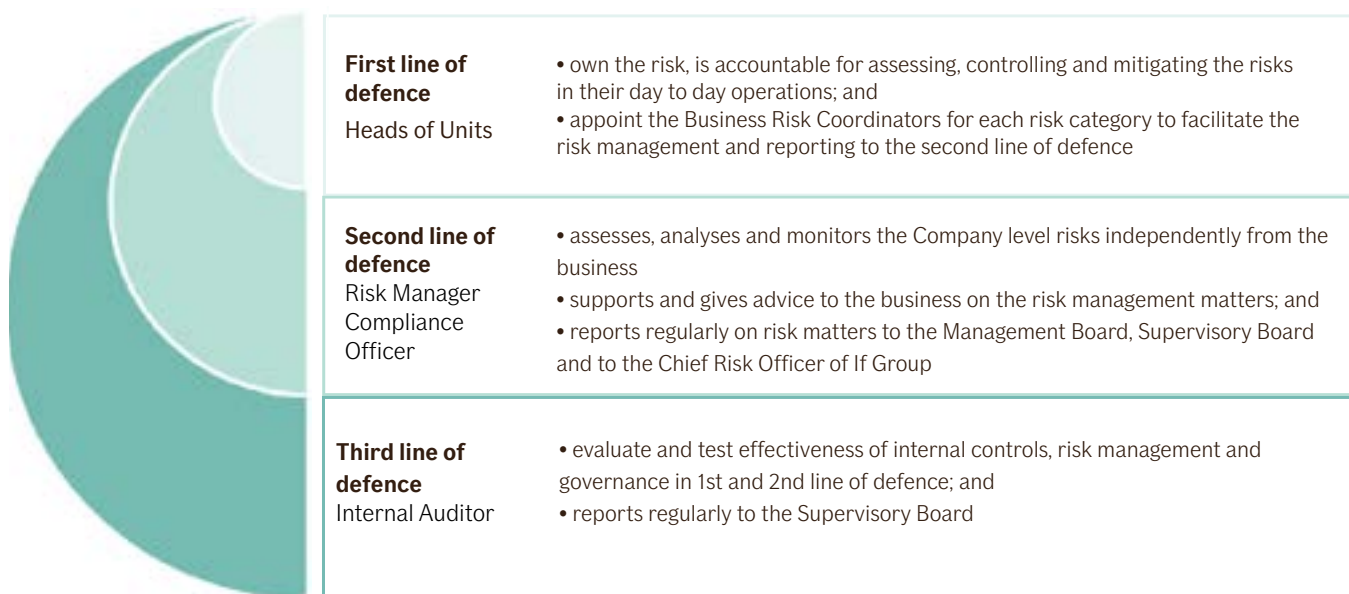 First line of
defence
Heads of Units
• own the risk, is accountable for assessing, controlling and mitigating the risks
in their day to day operations; and
• appoint the Business Risk Coordinators for each risk category to facilitate the
risk management and reporting to the second line of defence
Second line of
defence
Risk Manager
Compliance
Officer
• assesses, analyses and monitors the Company level risks independently from the
business
• supports and gives advice to the business on the risk management matters; and
• reports regularly on risk matters to the Management Board, Supervisory Board
and to the Chief Risk Officer of If Group
Third line of
defence
Internal Auditor
• evaluate and test effectiveness of internal controls, risk management and
governance in 1st and 2nd line of defence; and
• reports regularly to the Supervisory Board